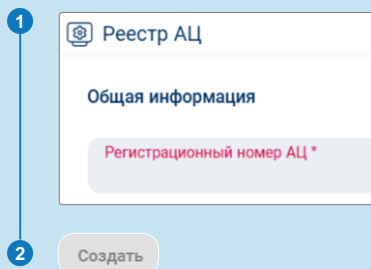 1
Реестр АЦ
Общая информация
Регистрационный номер АЦ *
2
Создать